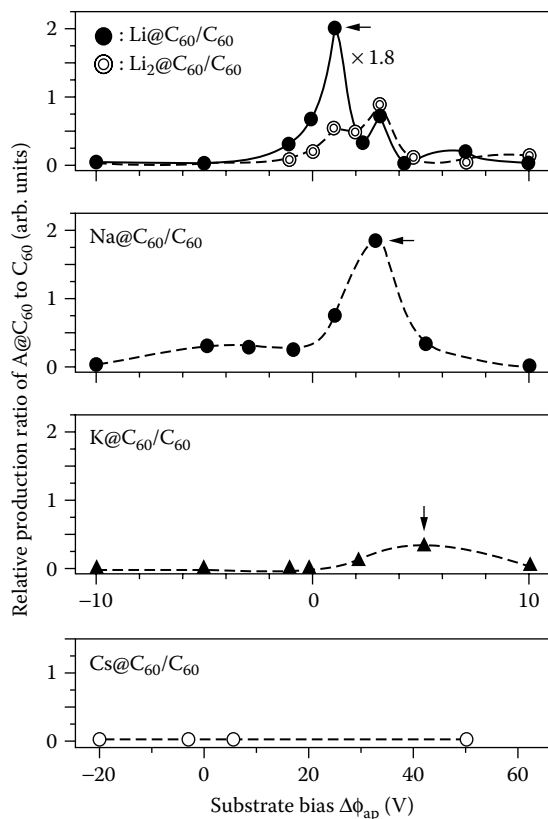 Relative production ratio of A@C60 to C60 (arb. units)
2
1
0
: Li@C60/C60
: Li2@C60/C60
× 1.8
2
1
0
Na@C60/C60
2
1
0
K@C60/C60
−10 0 10
1
0
Cs@C60/C60
−20 0 20 40 60
Substrate bias Δϕap (V)